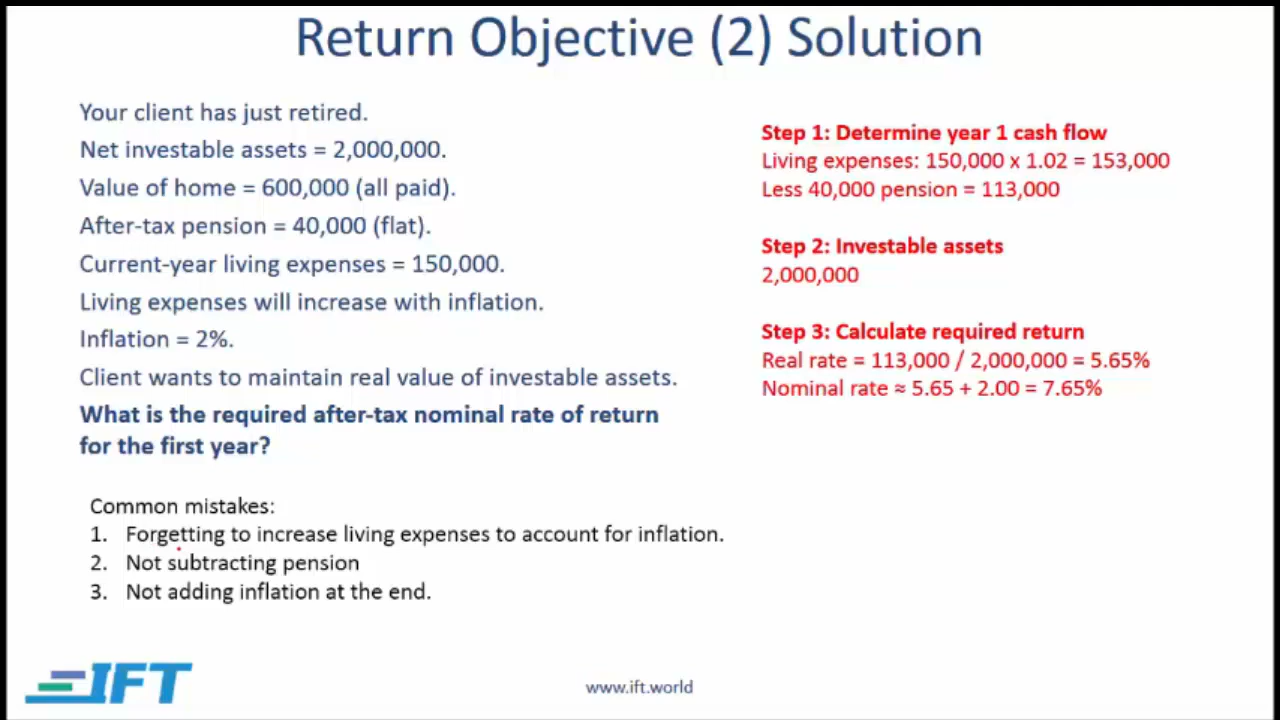 Return Objective (2) Solution
Your client has just retired.
Net investable assets = 2,000,000.
Value of home = 600,000 (all paid).
After-tax pension = 40,000 (flat).
Current-year living expenses = 150,000.
Living expenses will increase with inflation.
Inflation = 2%.
Client wants to maintain real value of investable assets.
What is the required after-tax nominal rate of return
for the first year?
Common mistakes:
1. Forgetting to increase living expenses to account for inflation.
2. Not subtracting pension
3. Not adding inflation at the end.
Step 1: Determine year 1 cash flow
Living expenses: 150,000 x 1.02 = 153,000
Less 40,000 pension = 113,000
Step 2: Investable assets
2,000,000
Step 3: Calculate required return
Real rate = 113,000 / 2,000,000 = 5.65%
Nominal rate ≈ 5.65 + 2.00 = 7.65%
IFT
www.ift.world